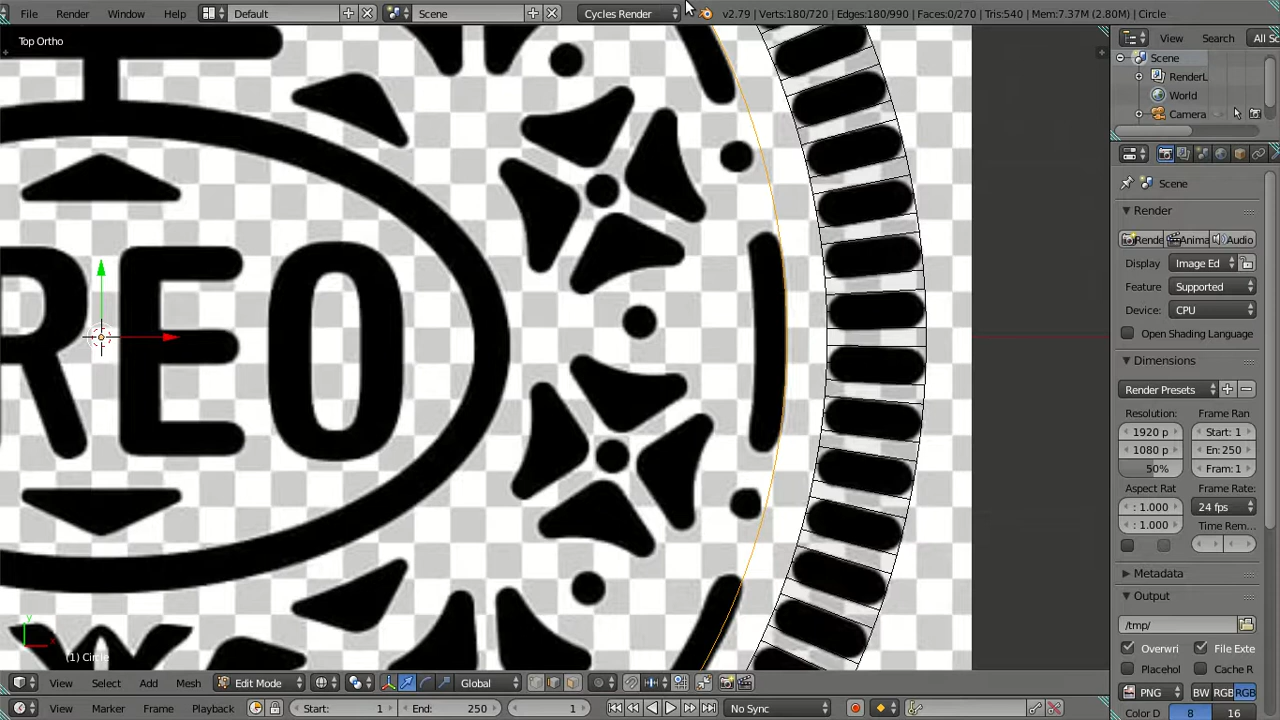 File Render Window Help Default Scene Cycles Render v2.79 | Verts:180/720 | Edges:180/990 | Faces:0/270 | Tris:540 | Mem:7.37M (2.80M) | Circle
Top Ortho
View Search All Sc
Scene
RenderL
World
Camera
Scene
Render
Rende Anima Audio
Display Image Ed
Feature Supported
Device: CPU
Open Shading Language
Dimensions
Render Presets
Resolution: Frame Ran
1920 p Start: 1
1080 p En: 250
50% Fram: 1
Aspect Rat Frame Rate:
: 1.000 24 fps
: 1.000 Time Rem...
Metadata
Output
/tmp/
Overwri File Exte
Placehol Cache R
PNG BW RGB RGB
Color D 8 16
REO
y
x
(1) Circle
View Select Add Mesh Edit Mode Global
View Marker Frame Playback Start: 1 End: 250 1 No Sync